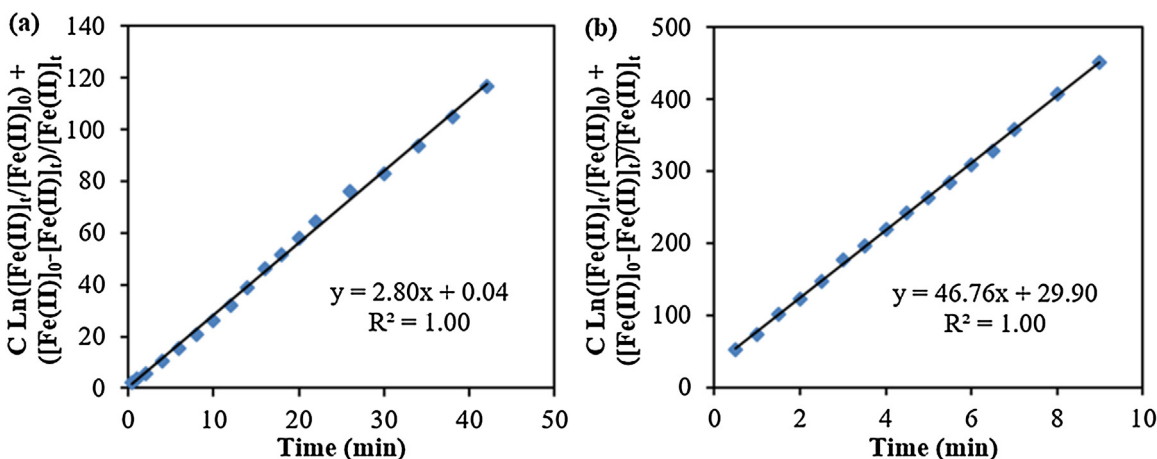 (a)
C Ln([Fe(II)]t/[Fe(II)]0) +
([Fe(II)]0-[Fe(II)]t)/[Fe(II)]t
140
120
100
80
60
40
20
0
0 10 20 30 40 50
y = 2.80x + 0.04
R² = 1.00
Time (min)
(b)
C Ln([Fe(II)]t/[Fe(II)]0) +
([Fe(II)]0-[Fe(II)]t)/[Fe(II)]t
500
400
300
200
100
0
0 2 4 6 8 10
y = 46.76x + 29.90
R² = 1.00
Time (min)